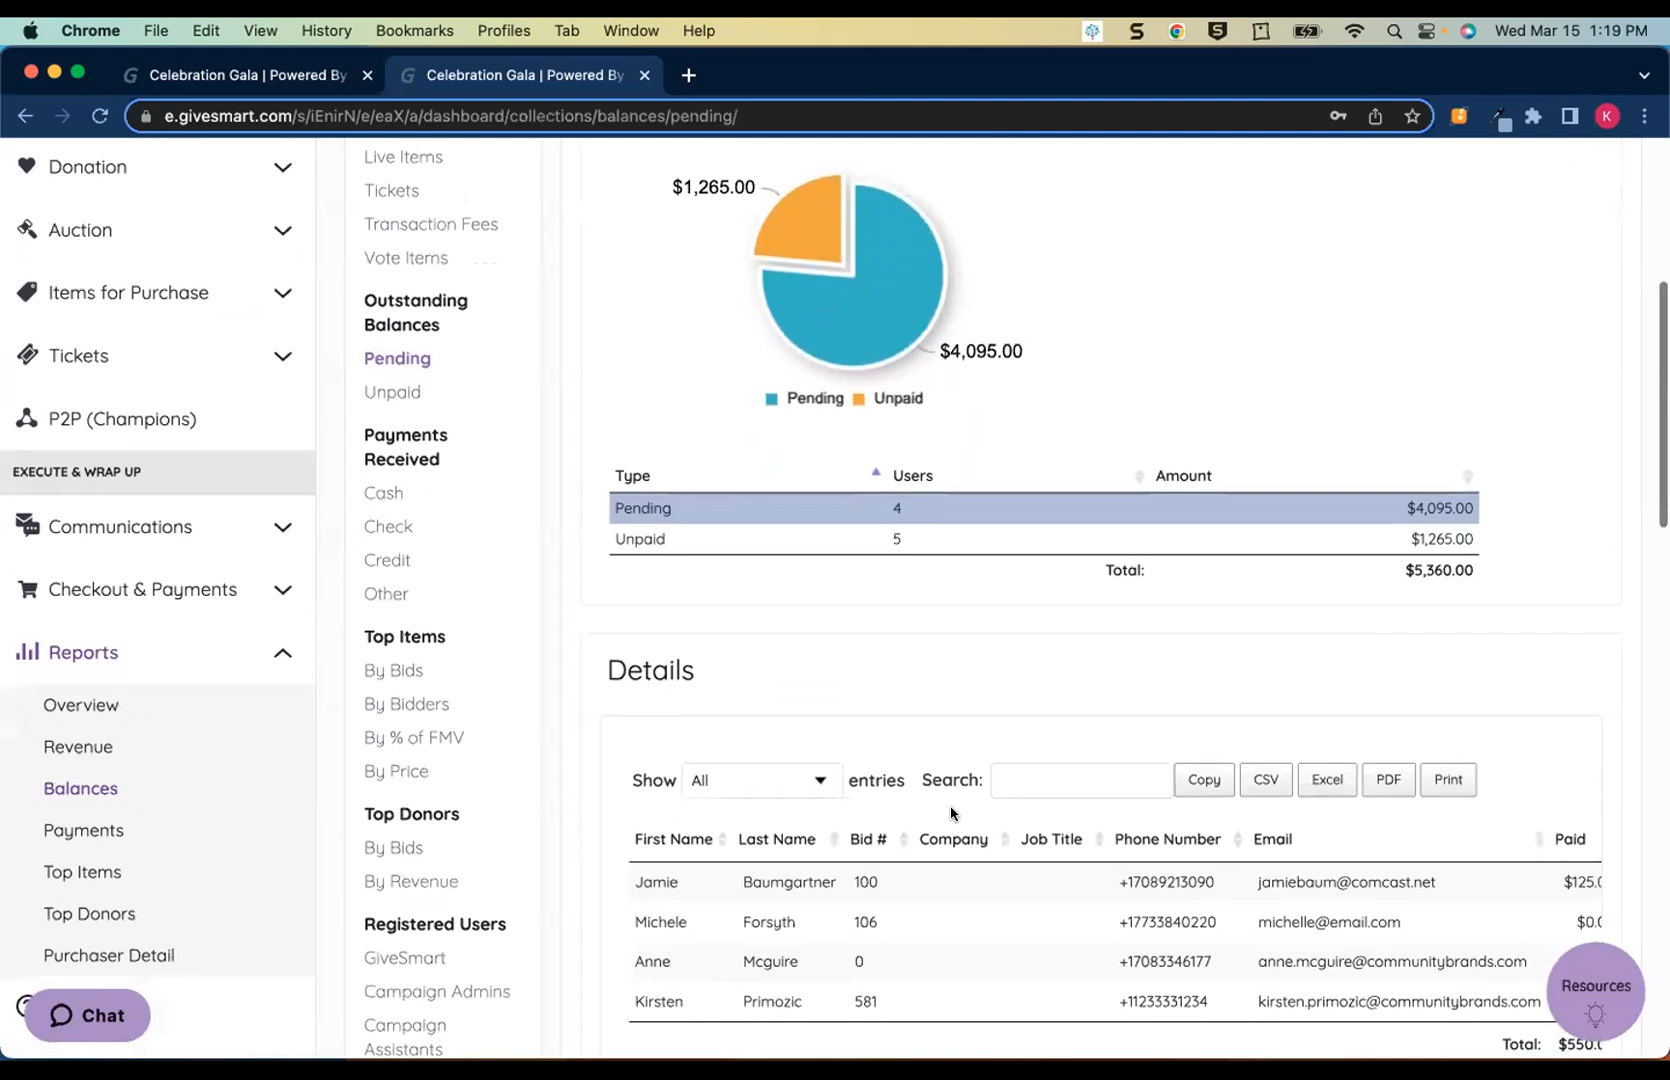 Chrome File Edit View History Bookmarks Profiles Tab Window Help Wed Mar 15 1:19 PM
Celebration Gala | Powered By Celebration Gala | Powered By
e.givesmart.com/s/iEnirN/e/eaX/a/dashboard/collections/balances/pending/ K
Donation
Auction
Items for Purchase
Tickets
P2P (Champions)
EXECUTE & WRAP UP
Communications
Checkout & Payments
Reports
Overview
Revenue
Balances
Payments
Top Items
Top Donors
Purchaser Detail
Chat
Live Items
Tickets
Transaction Fees
Vote Items
Outstanding
Balances
Pending
Unpaid
Payments
Received
Cash
Check
Credit
Other
Top Items
By Bids
By Bidders
By % of FMV
By Price
Top Donors
By Bids
By Revenue
Registered Users
GiveSmart
Campaign Admins
Campaign
Assistants
$1,265.00
$4,095.00
Pending Unpaid
Type Users Amount
Pending 4 $4,095.00
Unpaid 5 $1,265.00
Total: $5,360.00
Details
Show All entries Search: Copy CSV Excel PDF Print
First Name Last Name Bid # Company Job Title Phone Number Email Paid
Jamie Baumgartner 100 +17089213090 jamiebaum@comcast.net $125.0
Michele Forsyth 106 +17733840220 michelle@email.com $0.0
Anne Mcguire 0 +17083346177 anne.mcguire@communitybrands.com
Kirsten Primozic 581 +11233331234 kirsten.primozic@communitybrands.com
Total: $550.0
Resources